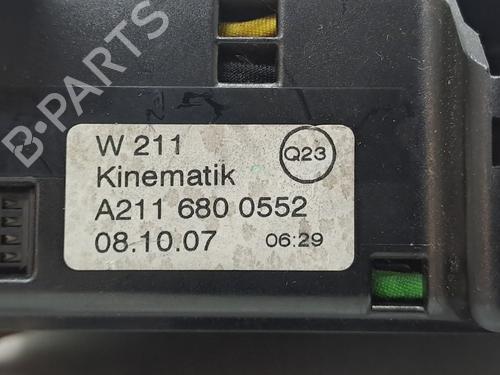 B-PARTS
W 211
Q23
Kinematik
A211 680 0552
08.10.07 06:29